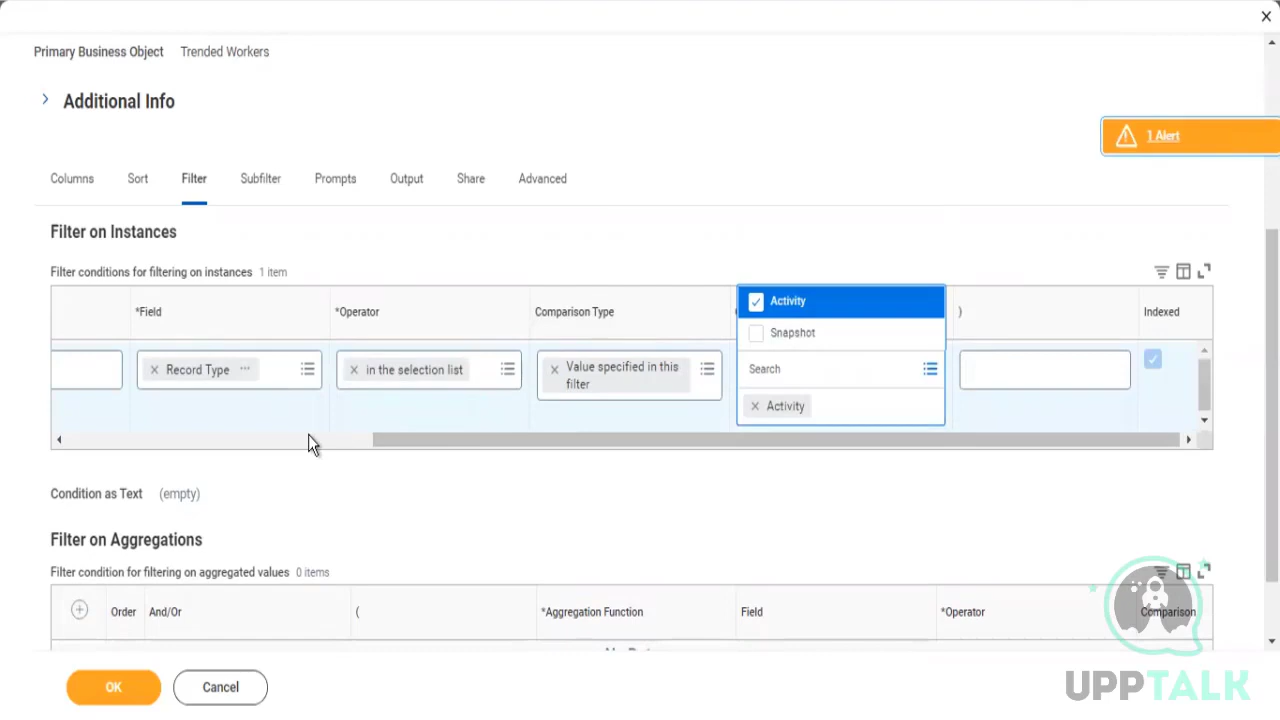 Primary Business Object Trended Workers
Additional Info
1 Alert
Columns Sort Filter Subfilter Prompts Output Share Advanced
Filter on Instances
Filter conditions for filtering on instances 1 item
*Field *Operator Comparison Type ) Indexed
Activity
Snapshot
Record Type in the selection list Value specified in this
filter
Search
Activity
Condition as Text (empty)
Filter on Aggregations
Filter condition for filtering on aggregated values 0 items
Order And/Or ( *Aggregation Function Field *Operator Comparison
OK Cancel
UPPTALK